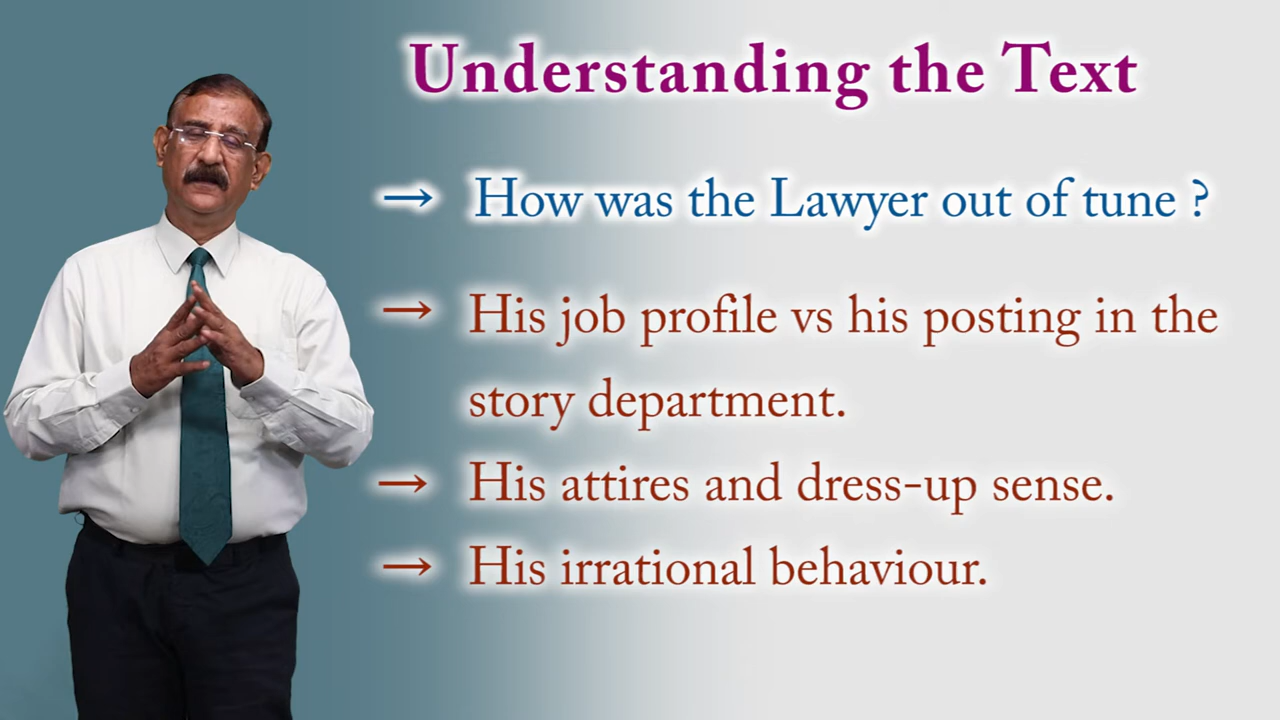 Understanding the Text
→ How was the Lawyer out of tune ?
→ His job profile vs his posting in the
story department.
→ His attires and dress-up sense.
→ His irrational behaviour.